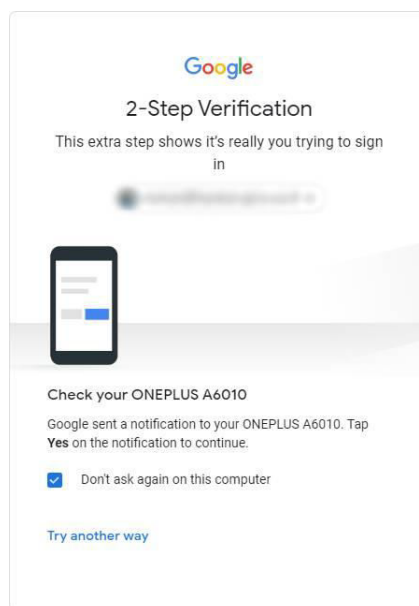 Google
2-Step Verification
This extra step shows it's really you trying to sign
in
Check your ONEPLUS A6010
Google sent a notification to your ONEPLUS A6010. Tap
Yes on the notification to continue.
Don't ask again on this computer
Try another way